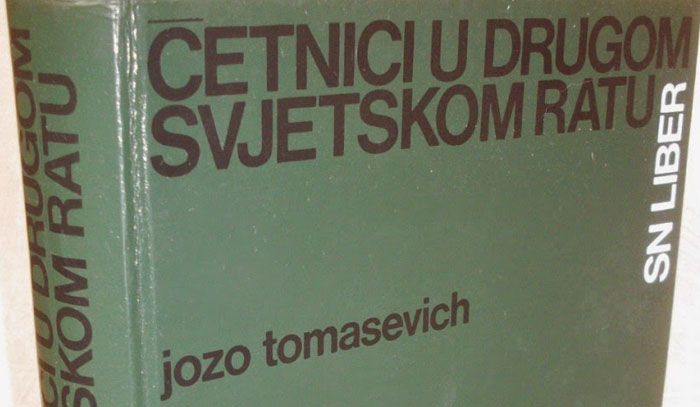 ČETNICI U DRUGOM
SVJETSKOM RATU
SN LIBER
jozo tomasevich
CI U DRUGOM
SKOM RATU